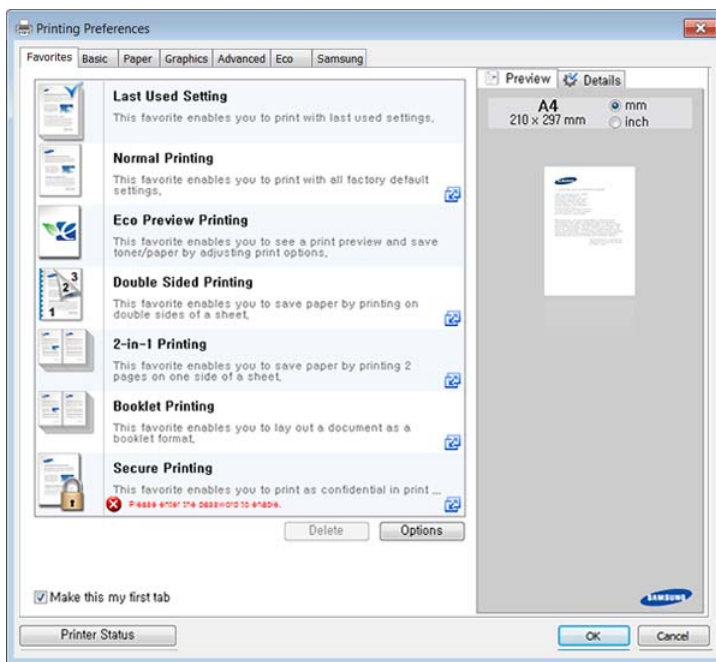 Printing Preferences
Favorites Basic Paper Graphics Advanced Eco Samsung
Last Used Setting
This favorite enables you to print with last used settings.
Normal Printing
This favorite enables you to print with all factory default
settings.
Eco Preview Printing
This favorite enables you to see a print preview and save
toner/paper by adjusting print options.
3
2
1
Double Sided Printing
This favorite enables you to save paper by printing on
double sides of a sheet.
2-in-1 Printing
This favorite enables you to save paper by printing 2
pages on one side of a sheet.
Booklet Printing
This favorite enables you to lay out a document as a
booklet format.
Secure Printing
This favorite enables you to print as confidential in print ...
Please enter the password to enable.
Delete Options
Make this my first tab
Printer Status
Preview Details
A4
210 x 297 mm
mm
inch
SAMSUNG
OK Cancel